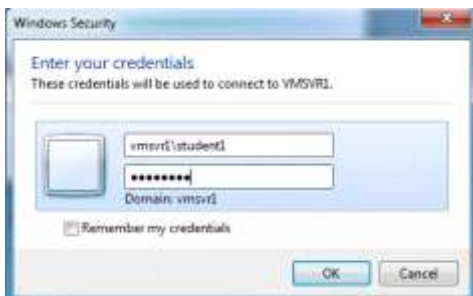 Windows Security
Enter your credentials
These credentials will be used to connect to VMSVR1.
vmsvr1\student1
●●●●●●●●
Domain: vmsvr1
Remember my credentials
OK
Cancel